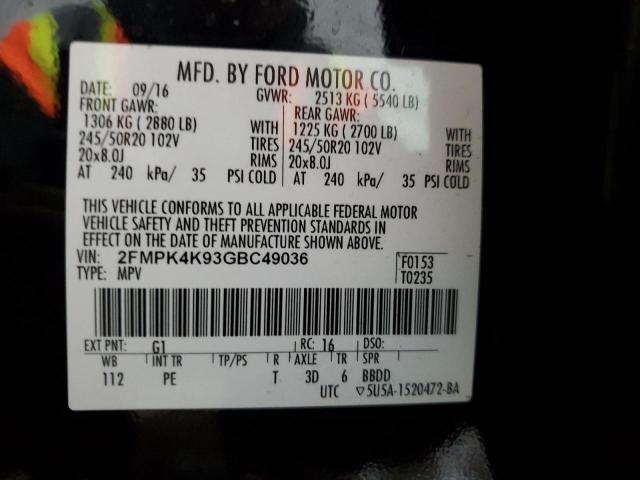 MFD. BY FORD MOTOR CO.
DATE: 09/16 GVWR: 2513 KG ( 5540 LB)
FRONT GAWR: REAR GAWR:
1306 KG ( 2880 LB) WITH 1225 KG ( 2700 LB) WITH
245/50R20 102V TIRES 245/50R20 102V TIRES
20x8.0J RIMS 20x8.0J RIMS
AT 240 kPa/ 35 PSI COLD AT 240 kPa/ 35 PSI COLD
THIS VEHICLE CONFORMS TO ALL APPLICABLE FEDERAL MOTOR
VEHICLE SAFETY AND THEFT PREVENTION STANDARDS IN
EFFECT ON THE DATE OF MANUFACTURE SHOWN ABOVE.
VIN: 2FMPK4K93GBC49036 F0153
TYPE: MPV T0235
EXT PNT: G1 RC: 16 DSO:
WB INT TR TP/PS R AXLE TR SPR
112 PE T 3D 6 BBDD
UTC ▽5U5A-1520472-BA